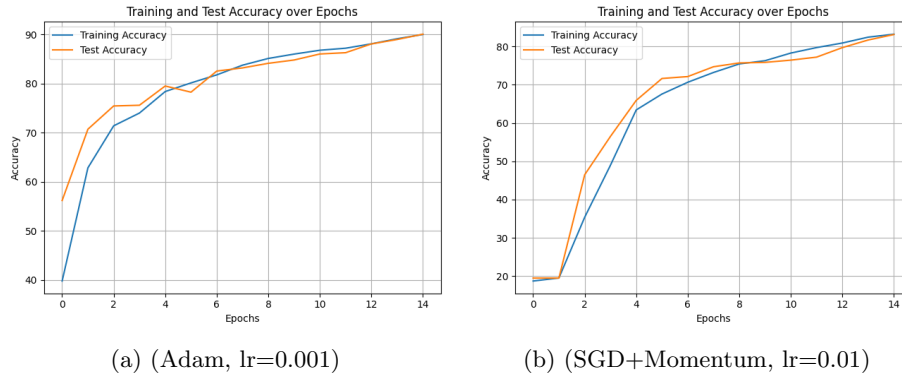 Training and Test Accuracy over Epochs
Training Accuracy
Test Accuracy
90
80
70
60
50
40
Accuracy
0 2 4 6 8 10 12 14
Epochs
(a) (Adam, lr=0.001)
Training and Test Accuracy over Epochs
Training Accuracy
Test Accuracy
80
70
60
50
40
30
20
Accuracy
0 2 4 6 8 10 12 14
Epochs
(b) (SGD+Momentum, lr=0.01)